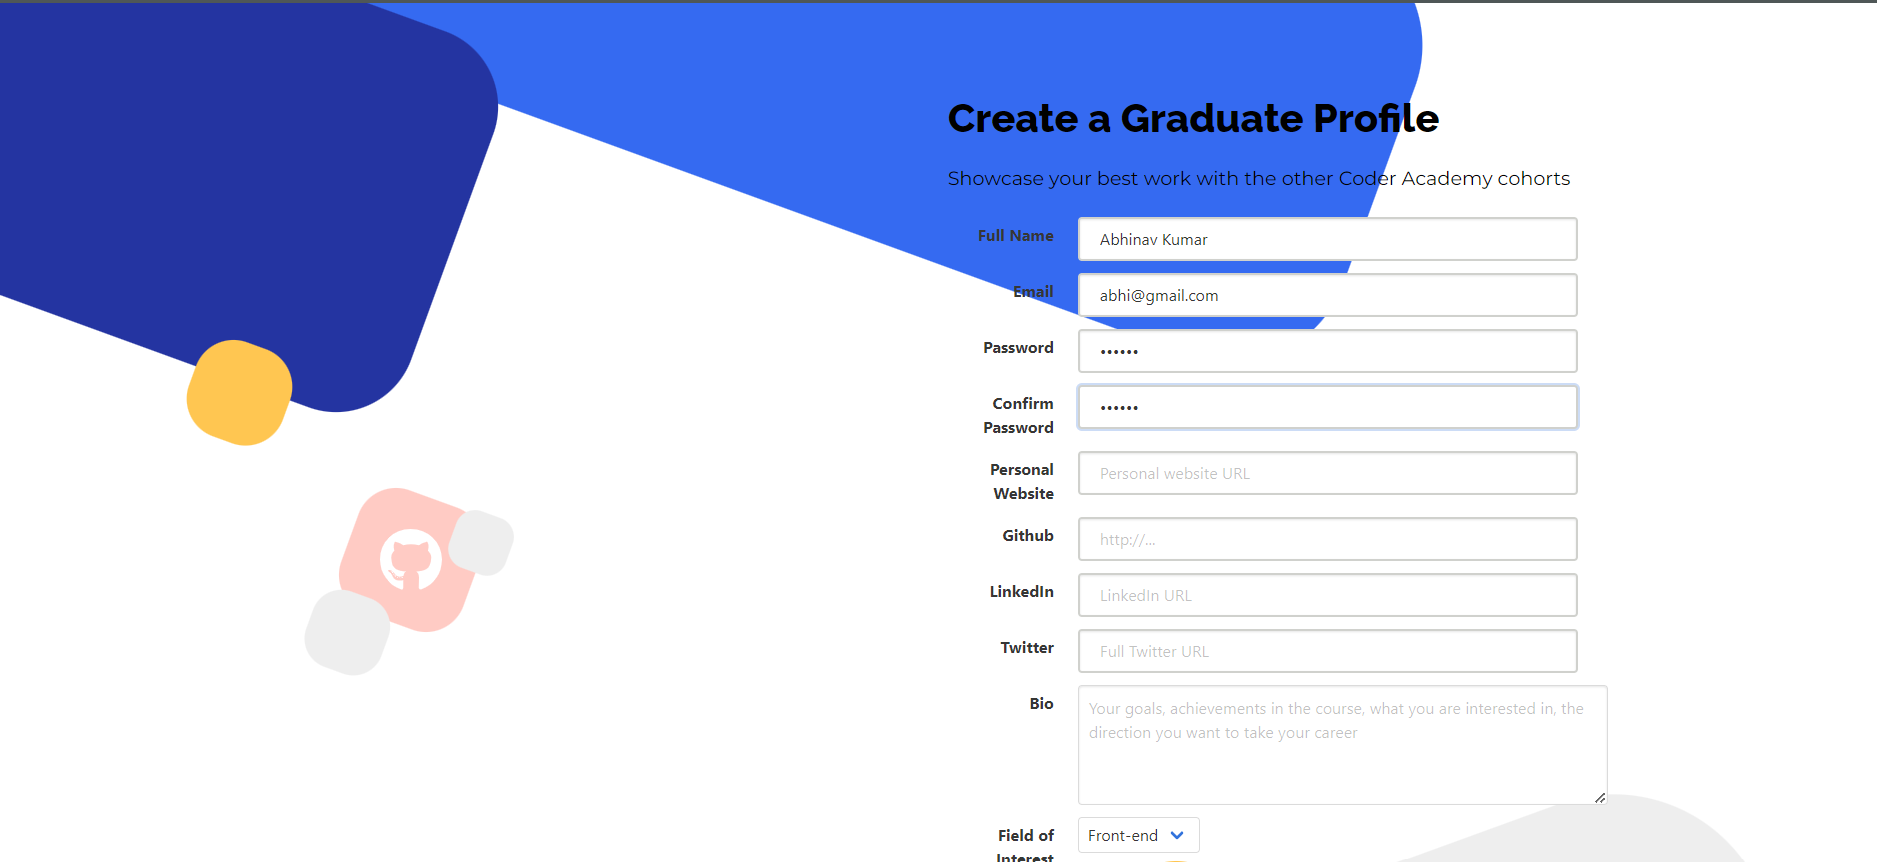 Create a Graduate Profile
Showcase your best work with the other Coder Academy cohorts
Full Name
Abhinav Kumar
Email
abhi@gmail.com
Password
••••••
Confirm
Password
••••••
Personal
Website
Personal website URL
Github
http://...
LinkedIn
LinkedIn URL
Twitter
Full Twitter URL
Bio
Your goals, achievements in the course, what you are interested in, the
direction you want to take your career
Field of
Interest
Front-end